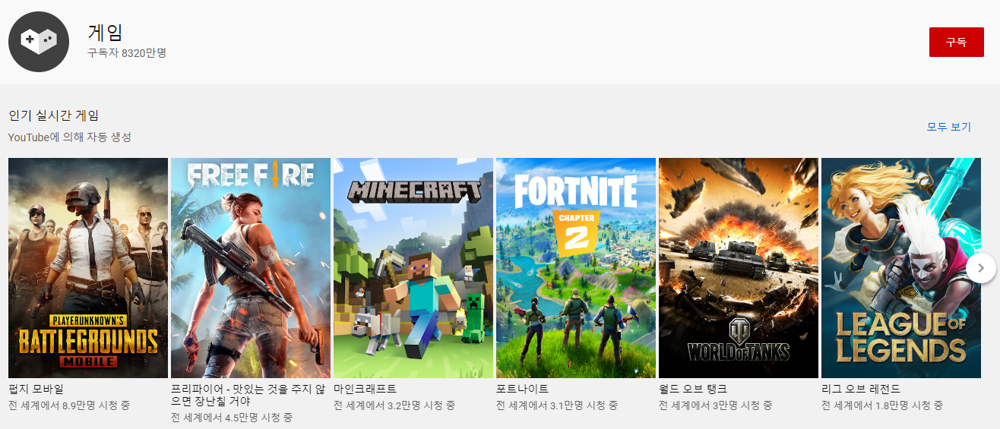 게임
구독자 8320만명
구독
인기 실시간 게임
YouTube에 의해 자동 생성
모두 보기
PLAYERUNKNOWN'S
BATTLEGROUNDS
MOBILE
펍지 모바일
전 세계에서 8.9만명 시청 중
FREE FIRE
프리파이어 - 맛있는 것을 주지 않
으면 장난칠 거야
전 세계에서 4.5만명 시청 중
MINECRAFT
마인크래프트
전 세계에서 3.2만명 시청 중
FORTNITE
CHAPTER
2
포트나이트
전 세계에서 3.1만명 시청 중
WORLD OF TANKS
월드 오브 탱크
전 세계에서 3만명 시청 중
LEAGUE OF
LEGENDS
리그 오브 레전드
전 세계에서 1.8만명 시청 중